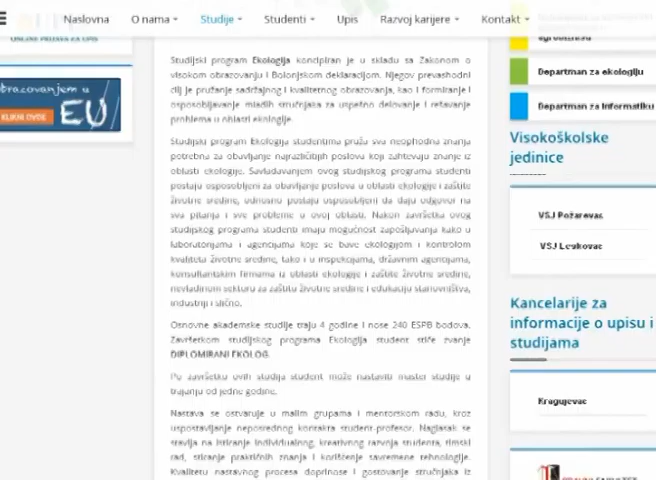 Naslovna
O nama
Studije
Studenti
Upis
Razvoj karijere
Kontakt
ONLINE PRIJAVA ZA UPIS
brazovanjem u
EU
KLIKNI OVDE
Studijski program Ekologija koncipiran je u skladu sa Zakonom o
visokom obrazovanju i Bolonjskom deklaracijom. Njegov prevashodni
cilj je pružanje sadržajnog i kvalitetnog obrazovanja, kao i formiranje i
osposobljavanje mladih stručnjaka za uspešno delovanje i rešavanje
problema u oblasti ekologije.
Studijski program Ekologija studentima pruža sva neophodna znanja
potrebna za obavljanje najrazličitijih poslova koji zahtevaju znanje iz
oblasti ekologije. Savladavanjem ovog studijskog programa studenti
postaju osposobljeni za obavljanje poslova u oblasti ekologije i zaštite
životne sredine, odnosno postaju osposobljeni da daju odgovor na
sva pitanja i sve probleme u ovoj oblasti. Nakon završetka ovog
studijskog programa studenti imaju mogućnost zapošljavanja kako u
laboratorijama i agencijama koje se bave ekologijom i kontrolom
kvaliteta životne sredine, tako i u inspekcijama, državnim agencijama,
konsultantskim firmama iz oblasti ekologije i zaštite životne sredine,
nevladinom sektoru za zaštitu životne sredine i edukaciju stanovništva,
industriji i slično.
Osnovne akademske studije traju 4 godine i nose 240 ESPB bodova.
Završetkom studijskog programa Ekologija student stiče zvanje
DIPLOMIRANI EKOLOG.
Po završetku ovih studija student može nastaviti master studije u
trajanju od jedne godine.
Nastava se ostvaruje u malim grupama i mentorskom radu, kroz
uspostavljanje neposrednog kontakta student-profesor. Naglasak se
stavlja na isticanje individualnog, kreativnog razvoja studenta, timski
rad, sticanje praktičnih znanja i korišćenje savremene tehnologije.
Kvalitetu nastavnog procesa doprinose i gostovanje stručnjaka iz
agrobiznis
Departman za ekologiju
Departman za informatiku
Visokoškolske
jedinice
VSJ Požarevac
VSJ Leskovac
Kancelarije za
informacije o upisu i
studijama
Kragujevac